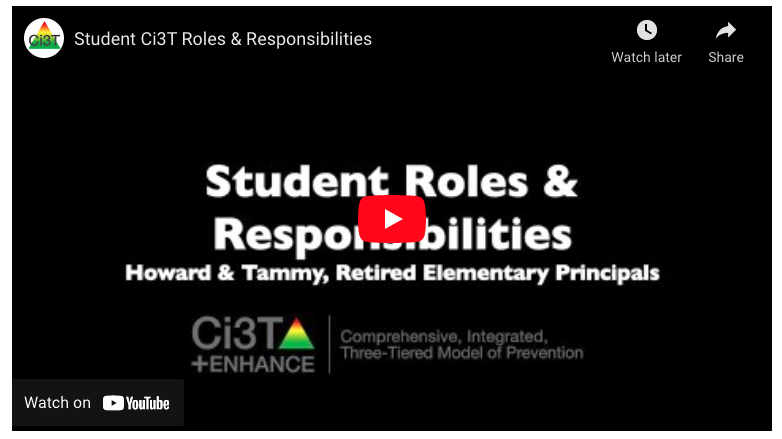 Ci3T
Student Ci3T Roles & Responsibilities
Watch later
Share
Student Roles &
Responsibilities
Howard & Tammy, Retired Elementary Principals
Ci3T
+ENHANCE
Comprehensive, Integrated,
Three-Tiered Model of Prevention
Watch on YouTube